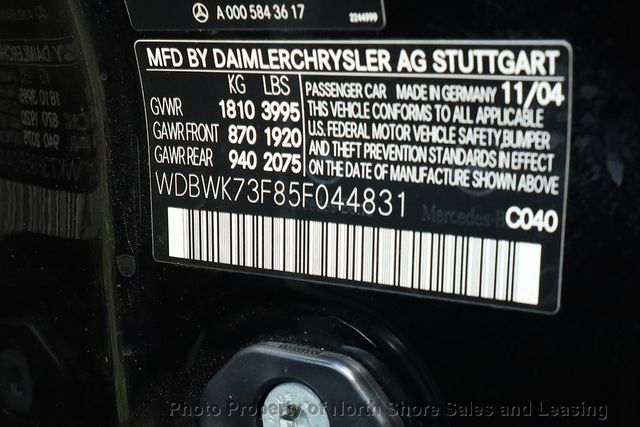 A 000 584 36 17
2244999
MFD BY DAIMLERCHRYSLER AG STUTTGART
KG LBS
GVWR 1810 3995
GAWR FRONT 870 1920
GAWR REAR 940 2075
PASSENGER CAR MADE IN GERMANY 11/04
THIS VEHICLE CONFORMS TO ALL APPLICABLE
U.S. FEDERAL MOTOR VEHICLE SAFETY, BUMPER
AND THEFT PREVENTION STANDARDS IN EFFECT
ON THE DATE OF MANUFACTURE SHOWN ABOVE
WDBWK73F85F044831
C040
Photo Property of North Shore Sales and Leasing